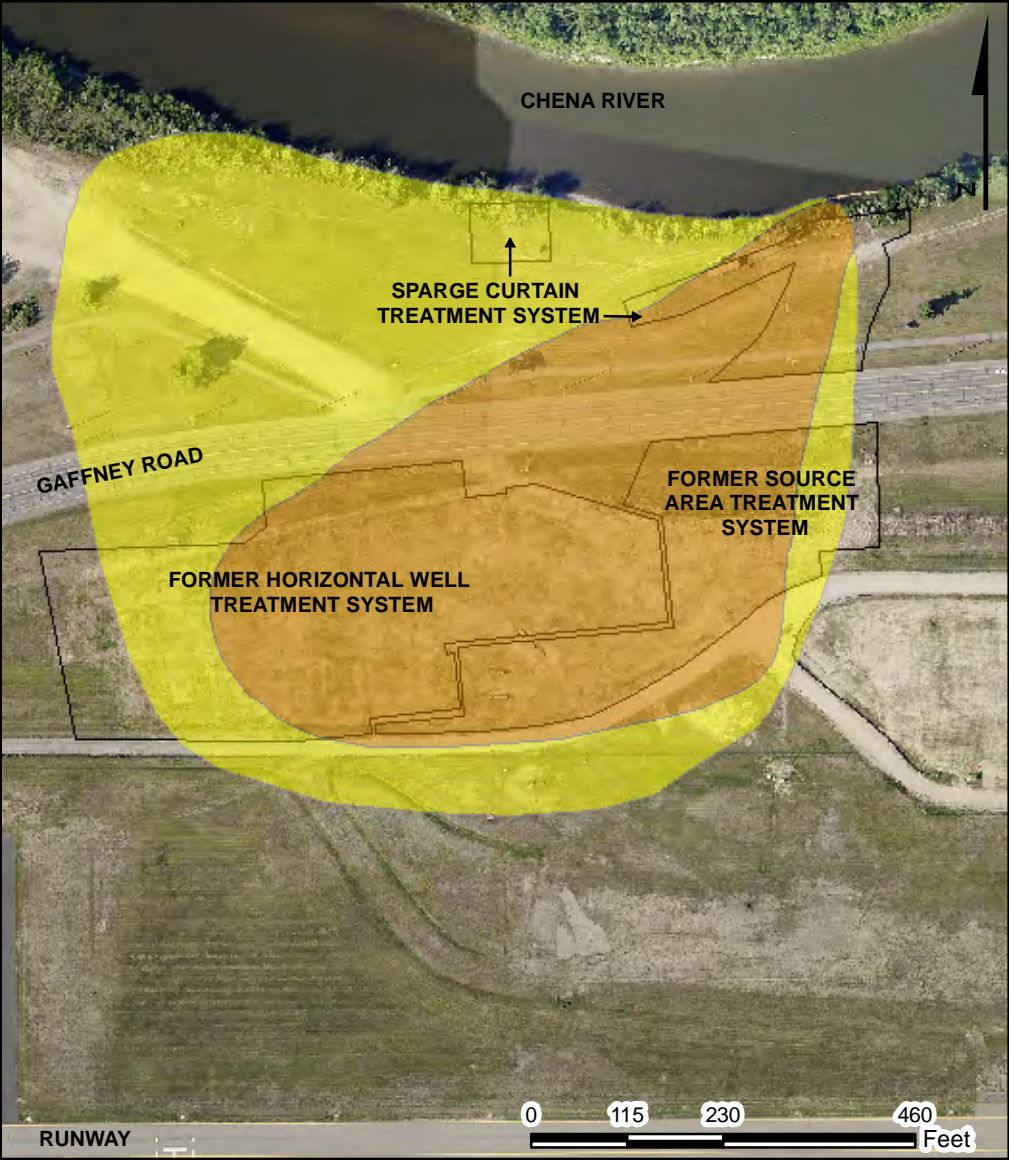 CHENA RIVER
N
SPARGE CURTAIN
TREATMENT SYSTEM
GAFFNEY ROAD
FORMER SOURCE
AREA TREATMENT
SYSTEM
FORMER HORIZONTAL WELL
TREATMENT SYSTEM
0 115 230 460
Feet
RUNWAY